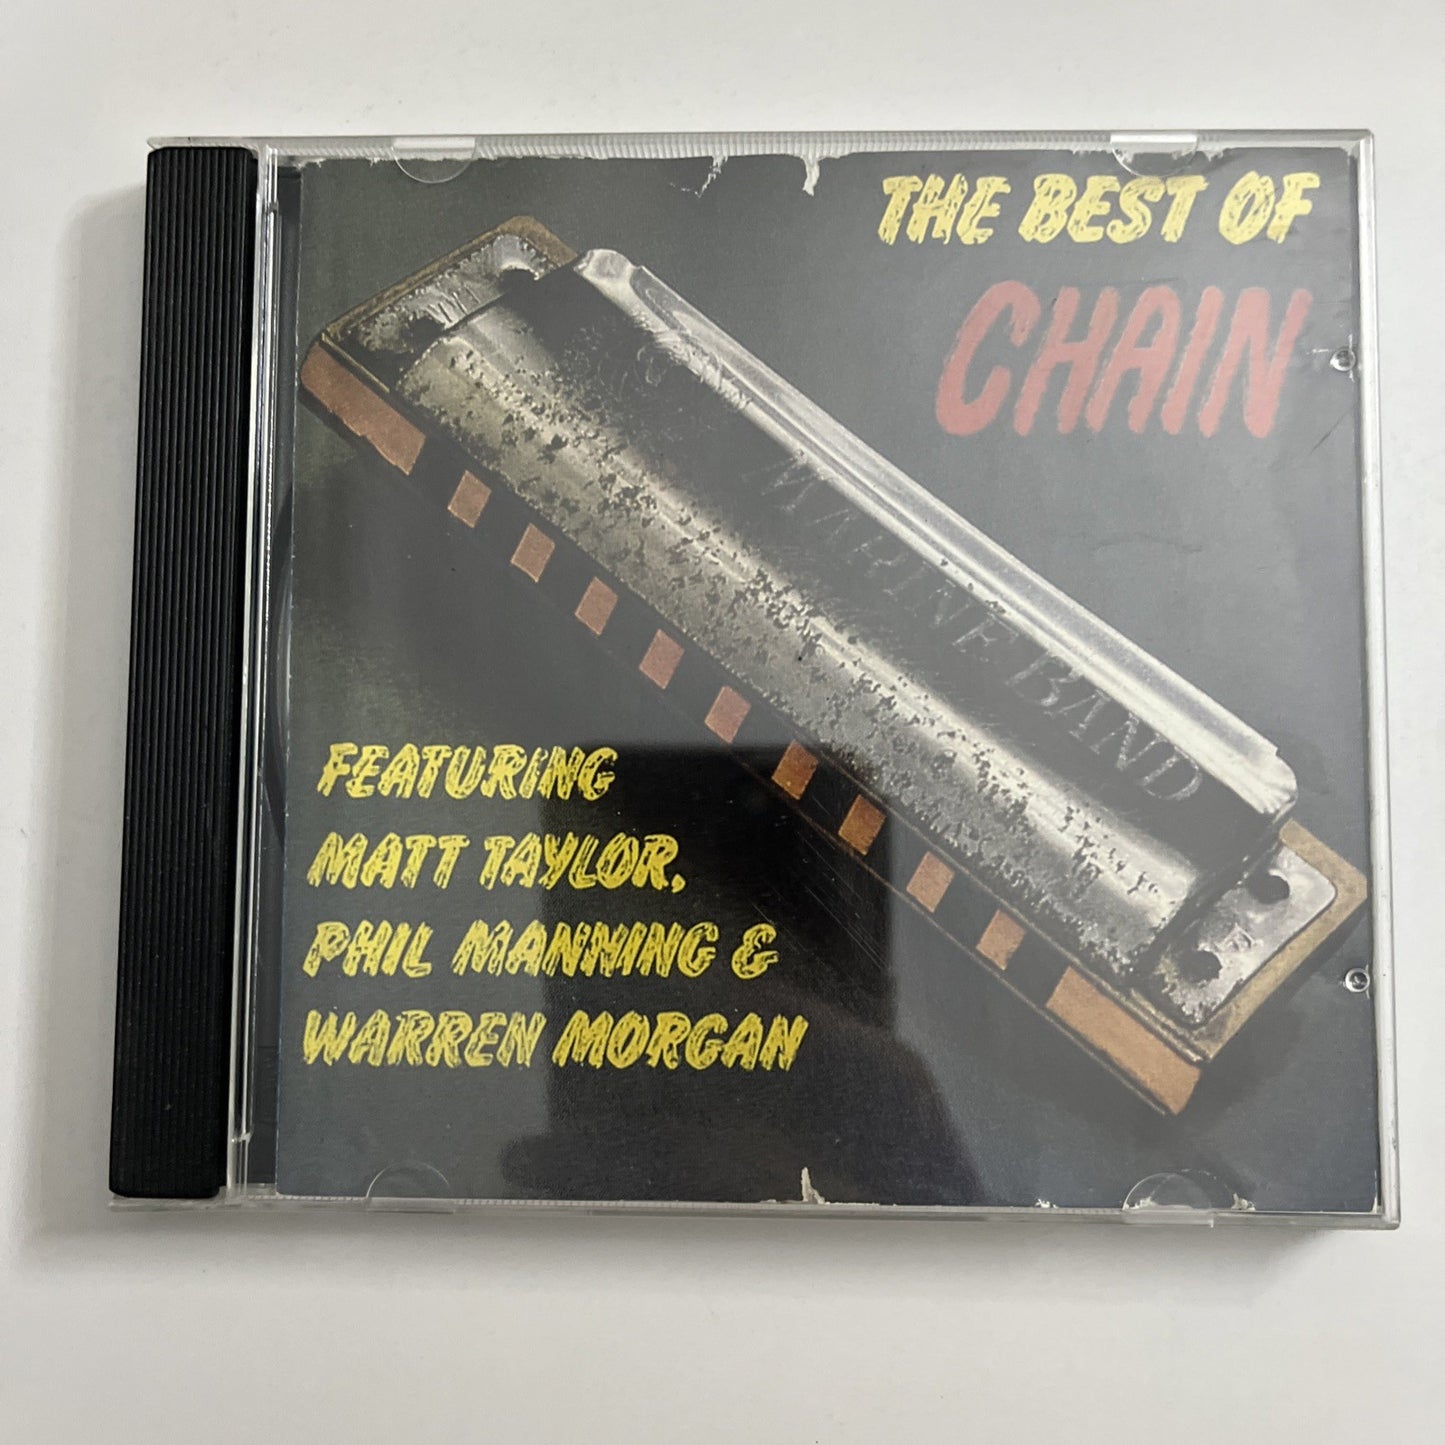 THE BEST OF
CHAIN
MARINE BAND
FEATURING
MATT TAYLOR,
PHIL MANNING &
WARREN MORGAN